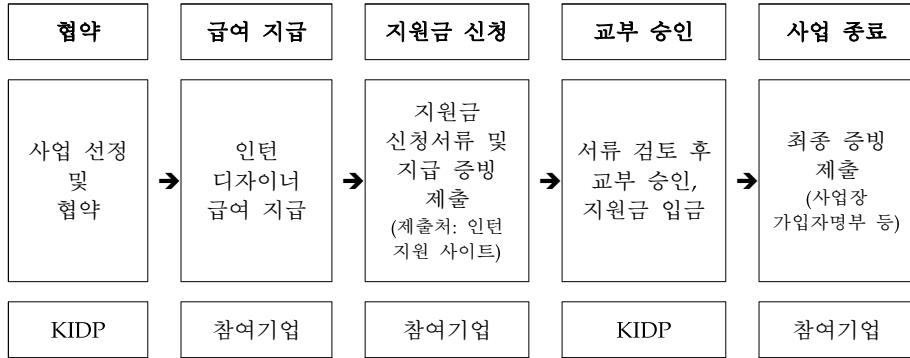 협약
급여 지급
지원금 신청
교부 승인
사업 종료
사업 선정
및
협약
➔
인턴
디자이너
급여 지급
➔
지원금
신청서류 및
지급 증빙
제출
(제출처: 인턴
지원 사이트)
➔
서류 검토 후
교부 승인,
지원금 입금
➔
최종 증빙
제출
(사업장
가입자명부 등)
KIDP
참여기업
참여기업
KIDP
참여기업